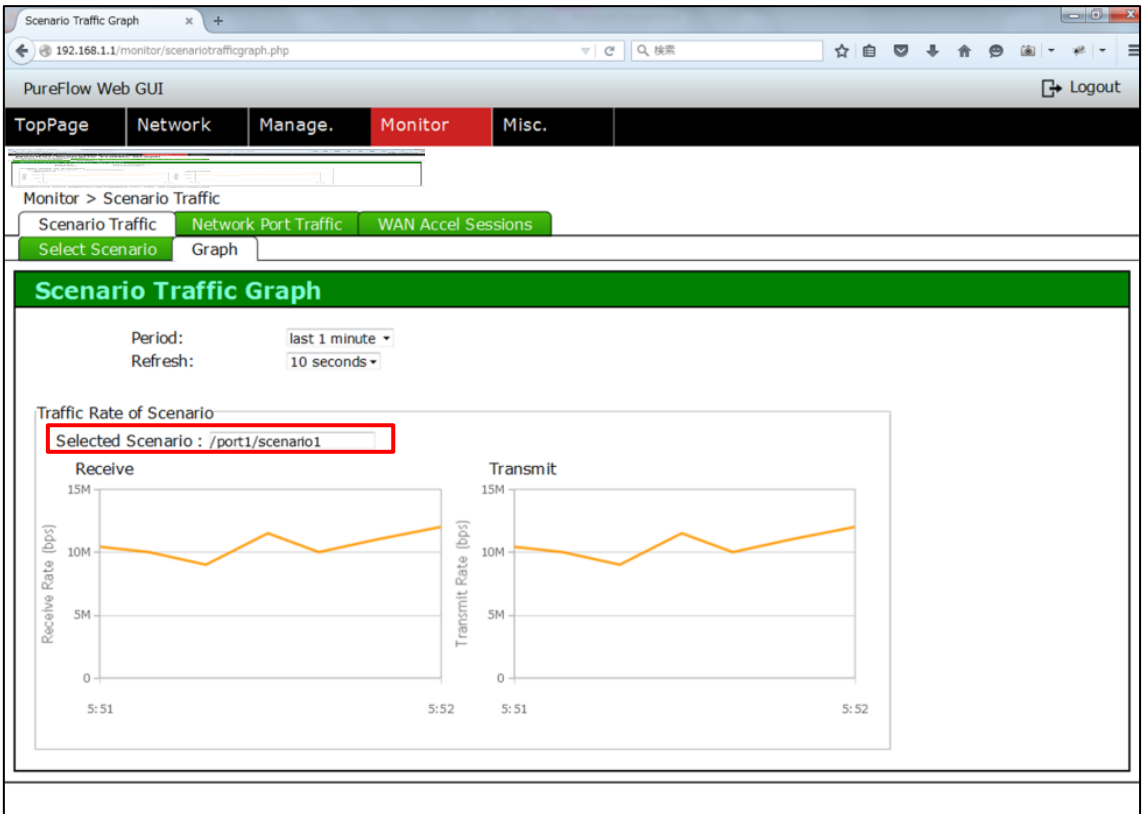 Scenario Traffic Graph
192.168.1.1/monitor/scenariotrafficgraph.php
検索
PureFlow Web GUI
Logout
TopPage Network Manage. Monitor Misc.
Monitor > Scenario Traffic
Scenario Traffic Network Port Traffic WAN Accel Sessions
Select Scenario Graph
Scenario Traffic Graph
Period: last 1 minute
Refresh: 10 seconds
Traffic Rate of Scenario
Selected Scenario : /port1/scenario1
Receive
15M
10M
5M
0
Receive Rate (bps)
5:51 5:52
Transmit
15M
10M
5M
0
Transmit Rate (bps)
5:51 5:52